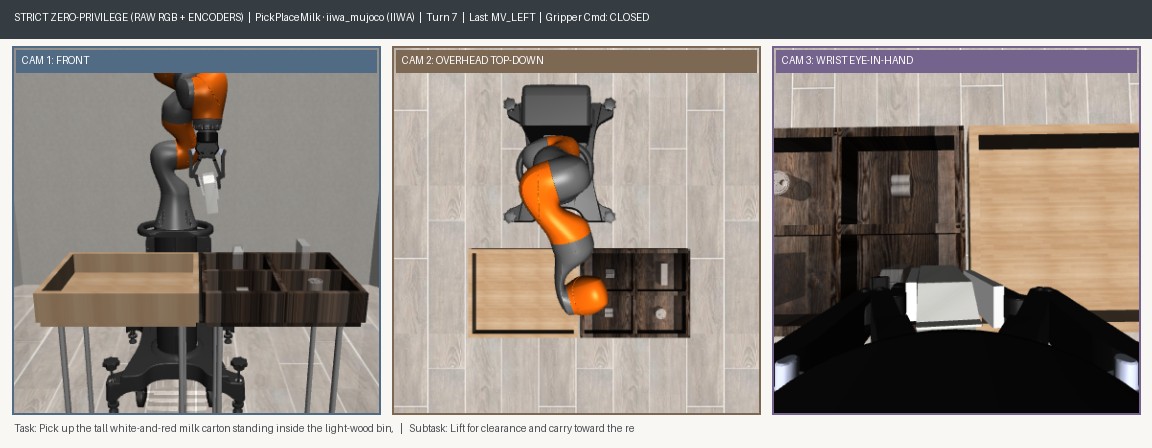 STRICT ZERO-PRIVILEGE (RAW RGB + ENCODERS) | PickPlaceMilk · iiwa_mujoco (IIWA) | Turn 7 | Last MV_LEFT | Gripper Cmd: CLOSED
CAM 1: FRONT
CAM 2: OVERHEAD TOP-DOWN
CAM 3: WRIST EYE-IN-HAND
Task: Pick up the tall white-and-red milk carton standing inside the light-wood bin, | Subtask: Lift for clearance and carry toward the re